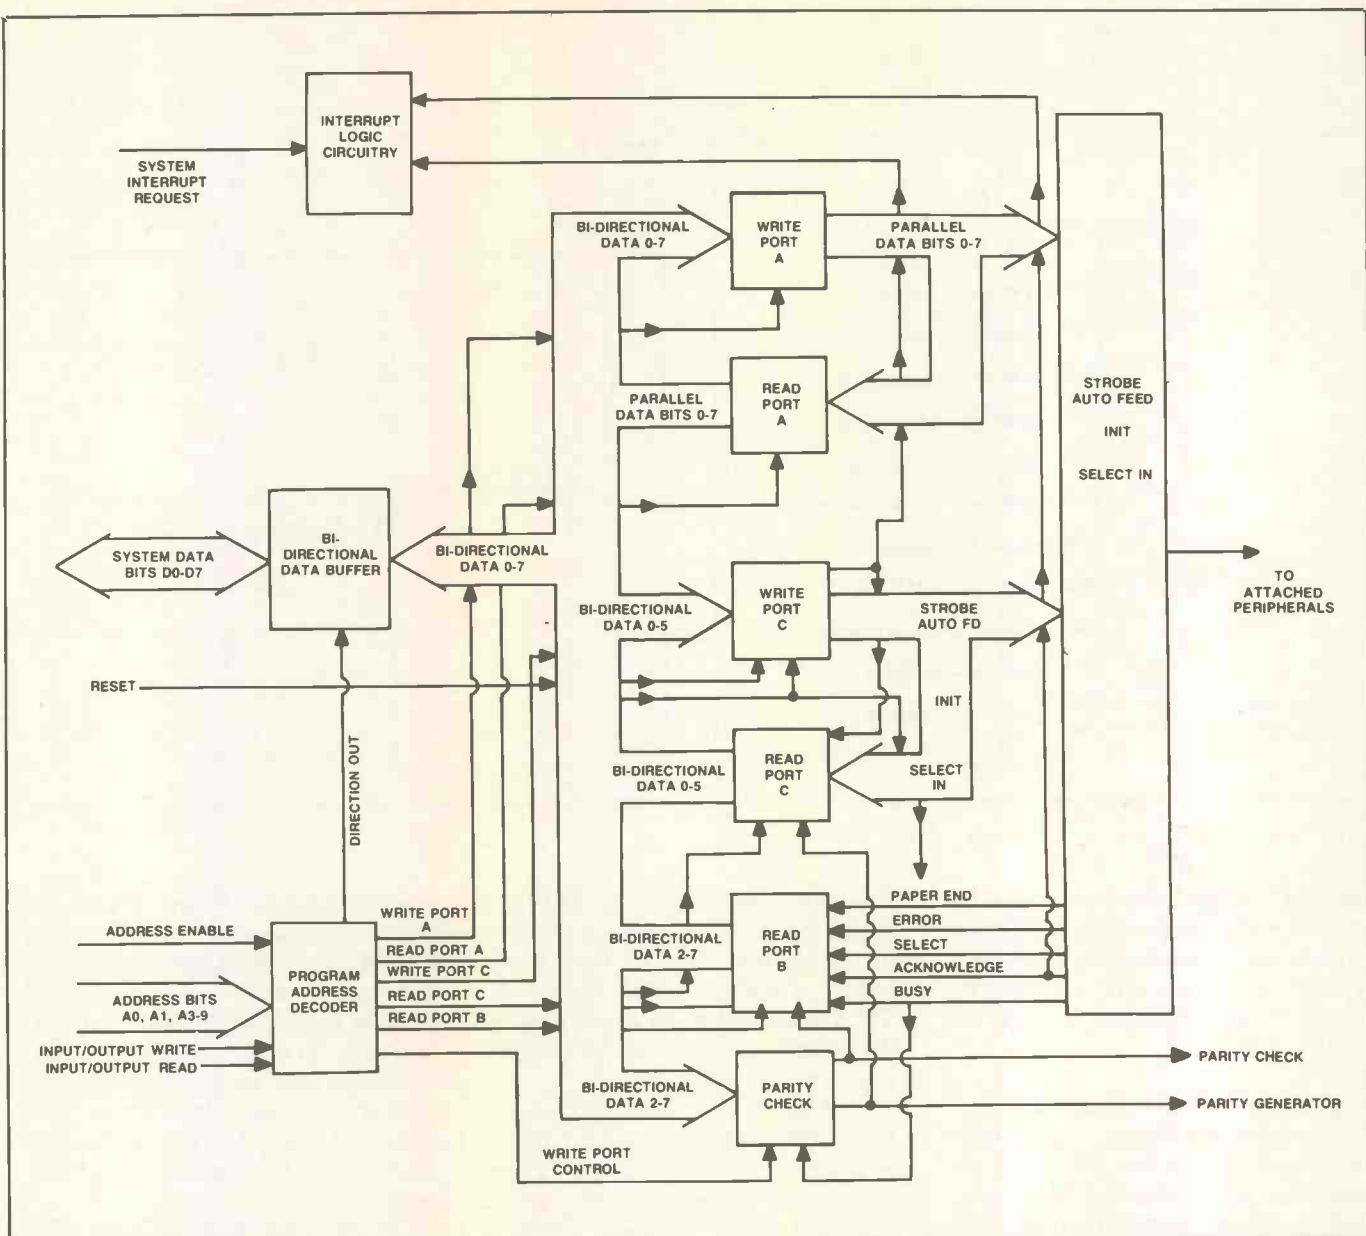 INTERRUPT
LOGIC
CIRCUITRY
SYSTEM
INTERRUPT
REQUEST
BI-DIRECTIONAL
DATA 0-7
WRITE
PORT
A
PARALLEL
DATA BITS 0-7
PARALLEL
DATA BITS 0-7
READ
PORT
A
STROBE
AUTO FEED
INIT
SELECT IN
SYSTEM DATA
BITS D0-D7
BI-
DIRECTIONAL
DATA BUFFER
BI-DIRECTIONAL
DATA 0-7
BI-DIRECTIONAL
DATA 0-5
WRITE
PORT
C
STROBE
AUTO FD
TO
ATTACHED
PERIPHERALS
RESET
INIT
DIRECTION OUT
BI-DIRECTIONAL
DATA 0-5
READ
PORT
C
SELECT
IN
ADDRESS ENABLE
ADDRESS BITS
A0, A1, A3-9
INPUT/OUTPUT WRITE
INPUT/OUTPUT READ
PROGRAM
ADDRESS
DECODER
WRITE PORT
A
READ PORT A
WRITE PORT C
READ PORT C
READ PORT B
BI-DIRECTIONAL
DATA 2-7
READ
PORT
B
PAPER END
ERROR
SELECT
ACKNOWLEDGE
BUSY
BI-DIRECTIONAL
DATA 2-7
PARITY
CHECK
PARITY CHECK
PARITY GENERATOR
WRITE PORT
CONTROL